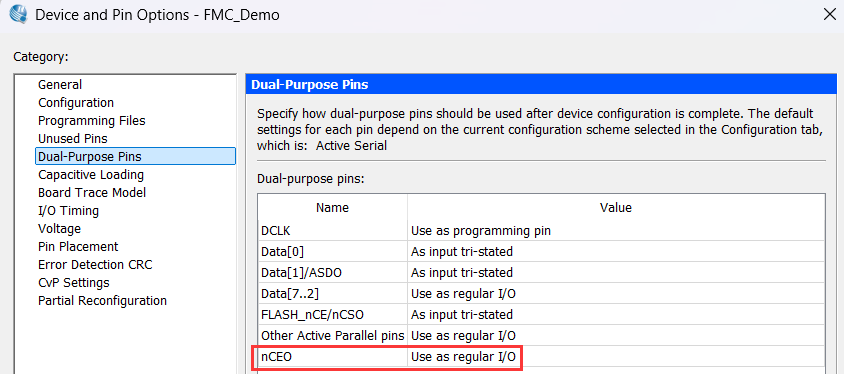 Device and Pin Options - FMC_Demo
Category:
General
Configuration
Programming Files
Unused Pins
Dual-Purpose Pins
Capacitive Loading
Board Trace Model
I/O Timing
Voltage
Pin Placement
Error Detection CRC
CvP Settings
Partial Reconfiguration
Dual-Purpose Pins
Specify how dual-purpose pins should be used after device configuration is complete. The default
settings for each pin depend on the current configuration scheme selected in the Configuration tab,
which is: Active Serial
Dual-purpose pins:
Name Value
DCLK Use as programming pin
Data[0] As input tri-stated
Data[1]/ASDO As input tri-stated
Data[7..2] Use as regular I/O
FLASH_nCE/nCSO As input tri-stated
Other Active Parallel pins Use as regular I/O
nCEO Use as regular I/O